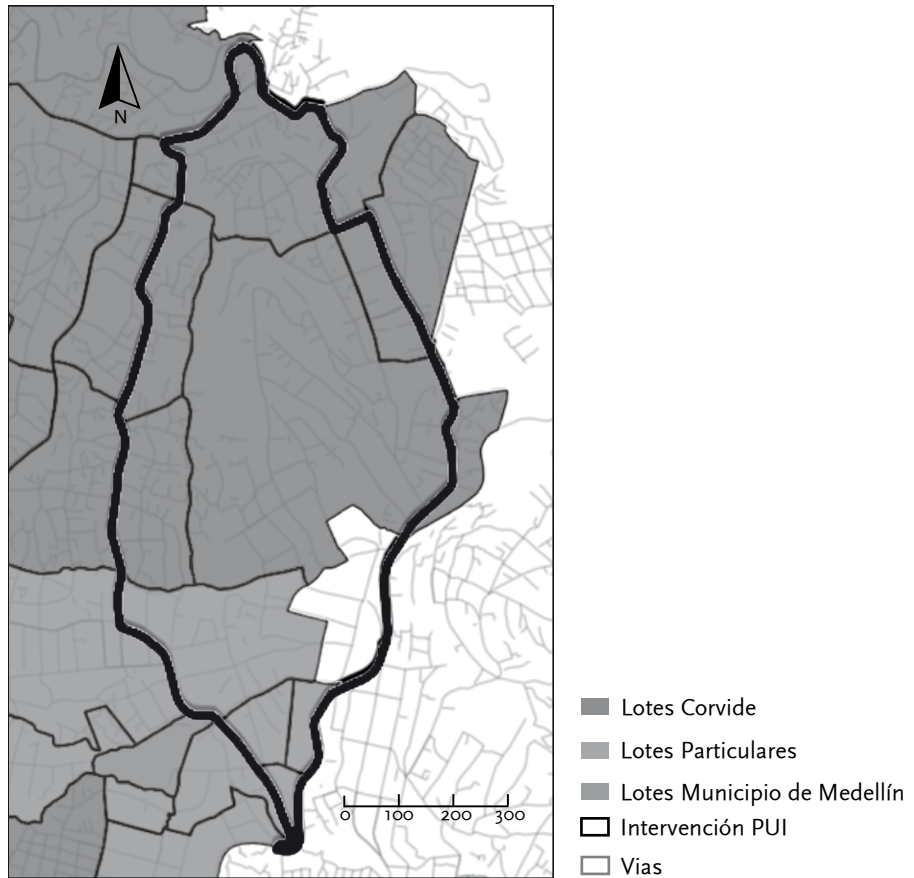 N
0 100 200 300
Lotes Corvide
Lotes Particulares
Lotes Municipio de Medellín
Intervención PUI
Vias